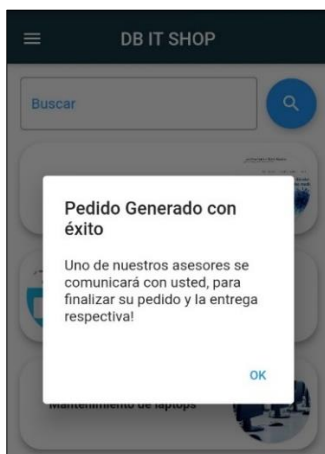 DB IT SHOP
Buscar
Pedido Generado con
éxito
Uno de nuestros asesores se
comunicará con usted, para
finalizar su pedido y la entrega
respectiva!
OK
Mantenimiento de laptops